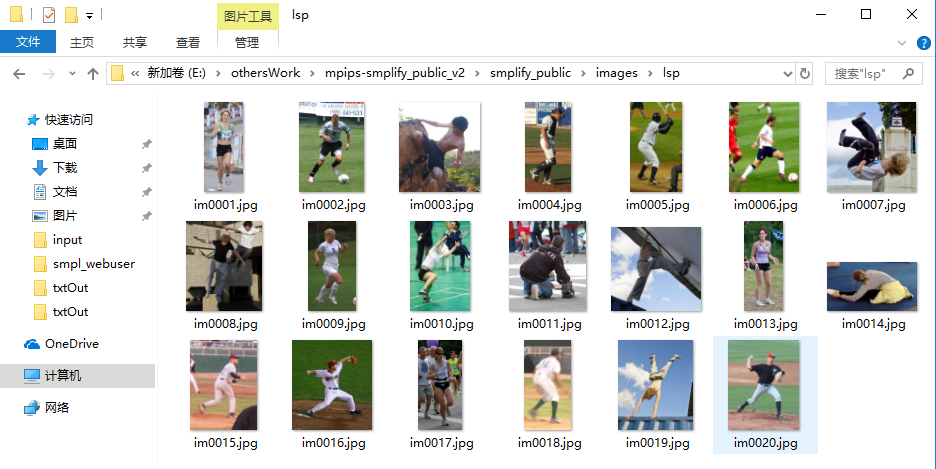 图片工具 lsp
文件 主页 共享 查看 管理
« 新加卷 (E:) › othersWork › mpips-smplify_public_v2 › smplify_public › images › lsp 搜索"lsp"
快速访问
桌面
下载
文档
图片
input
smpl_webuser
txtOut
txtOut
OneDrive
计算机
网络
im0001.jpg im0002.jpg im0003.jpg im0004.jpg im0005.jpg im0006.jpg im0007.jpg
im0008.jpg im0009.jpg im0010.jpg im0011.jpg im0012.jpg im0013.jpg im0014.jpg
im0015.jpg im0016.jpg im0017.jpg im0018.jpg im0019.jpg im0020.jpg